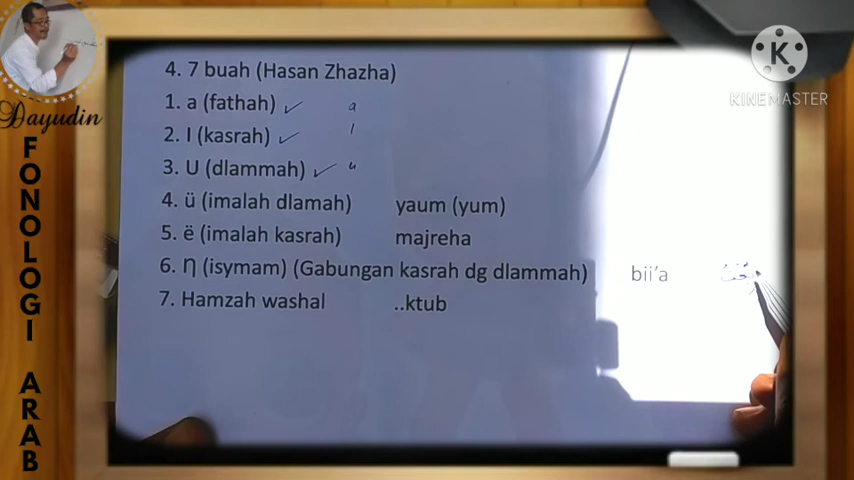 Dayudin
FONOLOGI ARAB
KINEMASTER
4. 7 buah (Hasan Zhazha)
1. a (fathah) ✓ a
2. I (kasrah) ✓ I
3. U (dlammah) ✓ u
4. ü (imalah dlamah) yaum (yum)
5. ë (imalah kasrah) majreha
6. Ƞ (isymam) (Gabungan kasrah dg dlammah) bii'a
7. Hamzah washal ..ktub